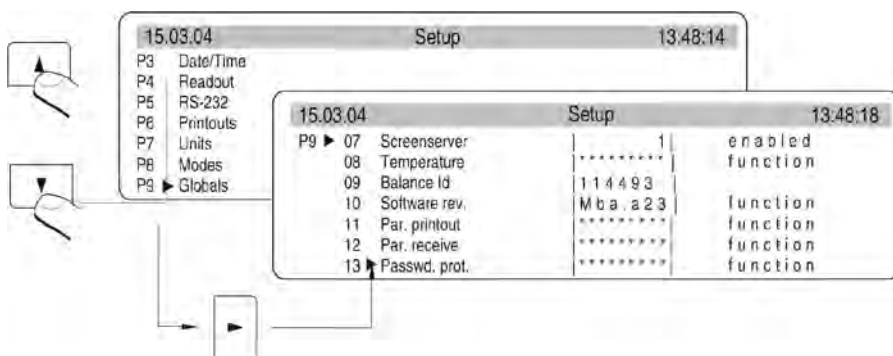 15.03.04 Setup 13:48:14
P3 Date/Time
P4 Readout
P5 RS-232
P6 Printouts
P7 Units
P8 Modes
P9 ▶ Globals
15.03.04 Setup 13:48:18
P9 ▶ 07 Screenserver | 1| enabled
08 Temperature |*********| function
09 Balance Id |114493 |
10 Software rev. |Mba.a23 | function
11 Par. printout |*********| function
12 Par. receive |*********| function
13 ▶ Passwd. prot. |*********| function